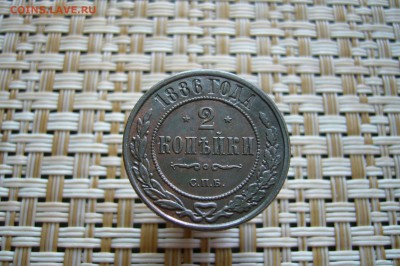 COINS.LAVE.RU
1886 ГОДА
* 2 *
КОПѢЙКИ
С.П.Б.